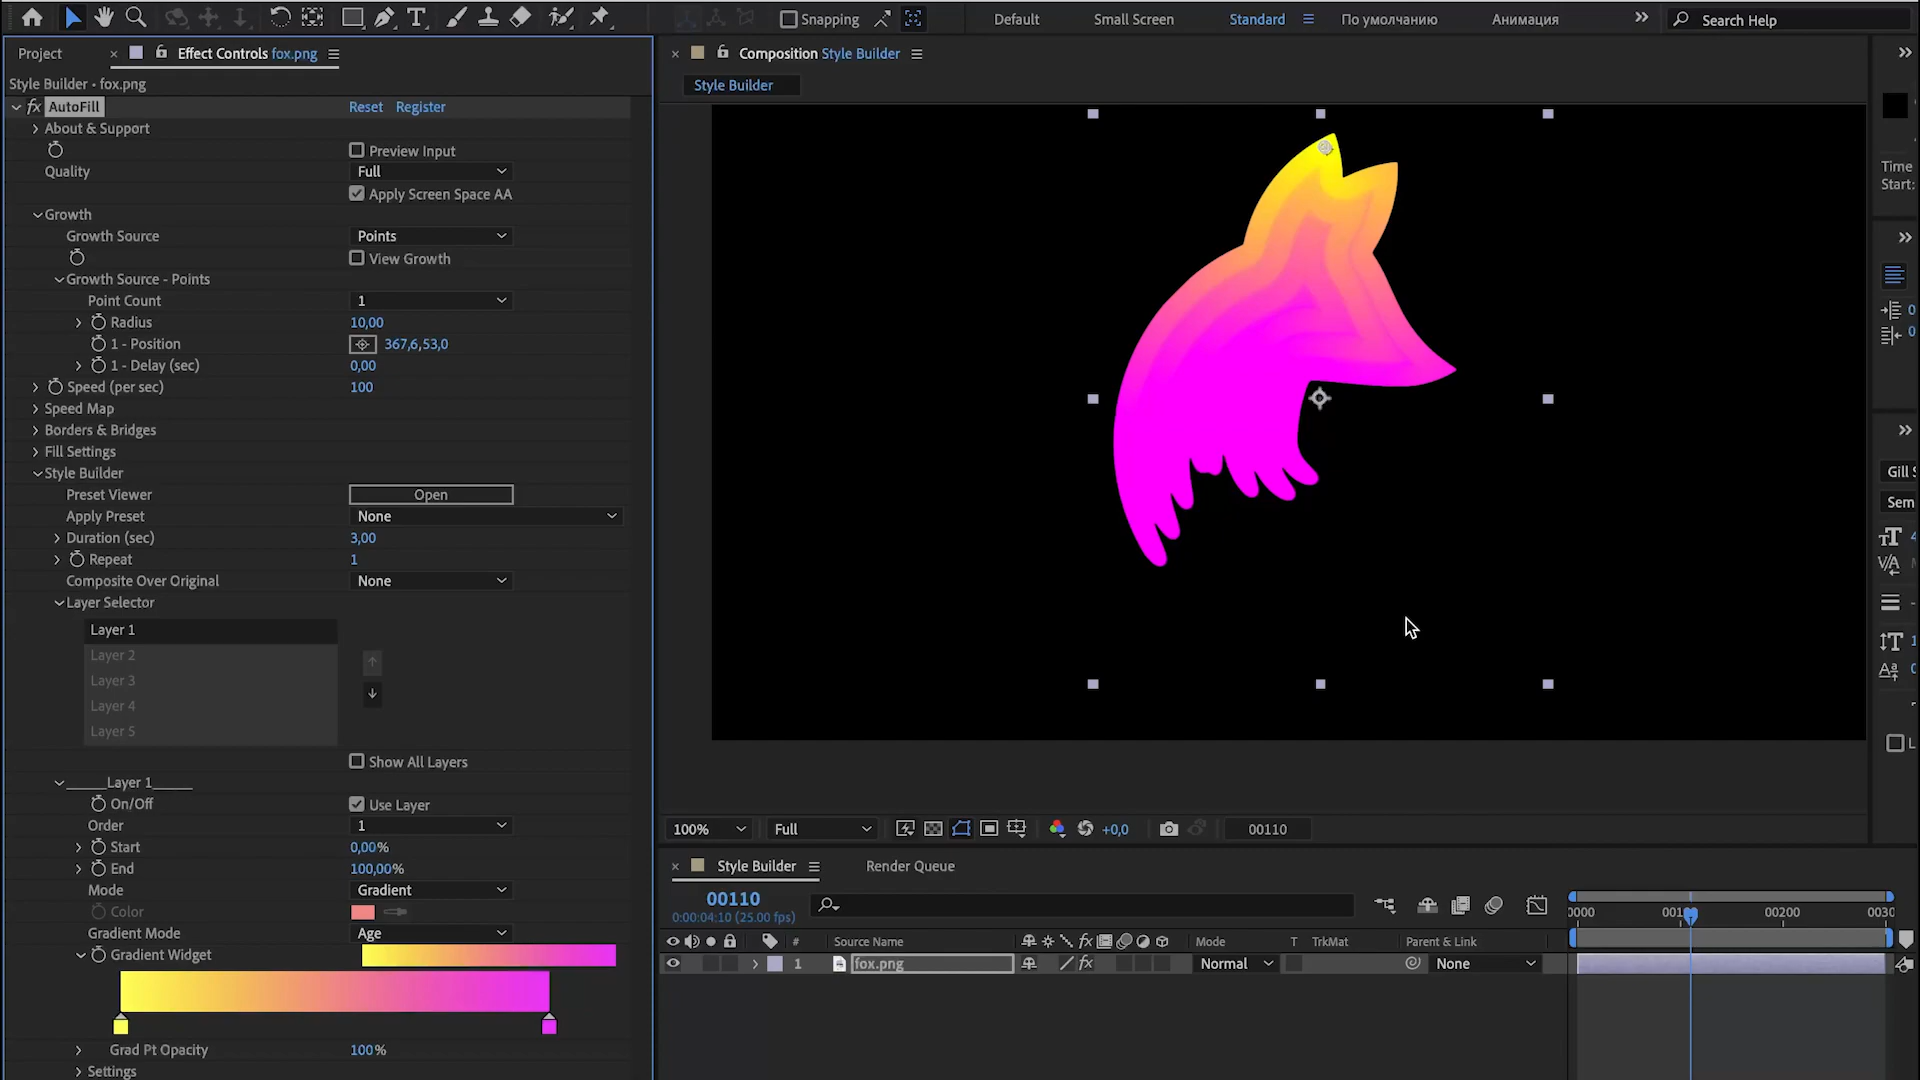 Snapping
Default
Small Screen
Standard
По умолчанию
Анимация
Search Help
Project
Effect Controls fox.png
Style Builder • fox.png
fx AutoFill
Reset
Register
About & Support
Preview Input
Quality
Full
Apply Screen Space AA
Growth
Growth Source
Points
View Growth
Growth Source - Points
Point Count
1
Radius
10,00
1 - Position
367,6,53,0
1 - Delay (sec)
0,00
Speed (per sec)
100
Speed Map
Borders & Bridges
Fill Settings
Style Builder
Preset Viewer
Open
Apply Preset
None
Duration (sec)
3,00
Repeat
1
Composite Over Original
None
Layer Selector
Layer 1
Layer 2
Layer 3
Layer 4
Layer 5
Show All Layers
_____Layer 1_____
On/Off
Use Layer
Order
1
Start
0,00%
End
100,00%
Mode
Gradient
Color
Gradient Mode
Age
Gradient Widget
Grad Pt Opacity
100%
Settings
Composition Style Builder
Style Builder
100%
Full
+0,0
00110
Style Builder
Render Queue
00110
0:00:04:10 (25.00 fps)
#
Source Name
fx
Mode
T
TrkMat
Parent & Link
1
fox.png
fx
Normal
None
0000
00200
Time
Start:
Gill
Sem